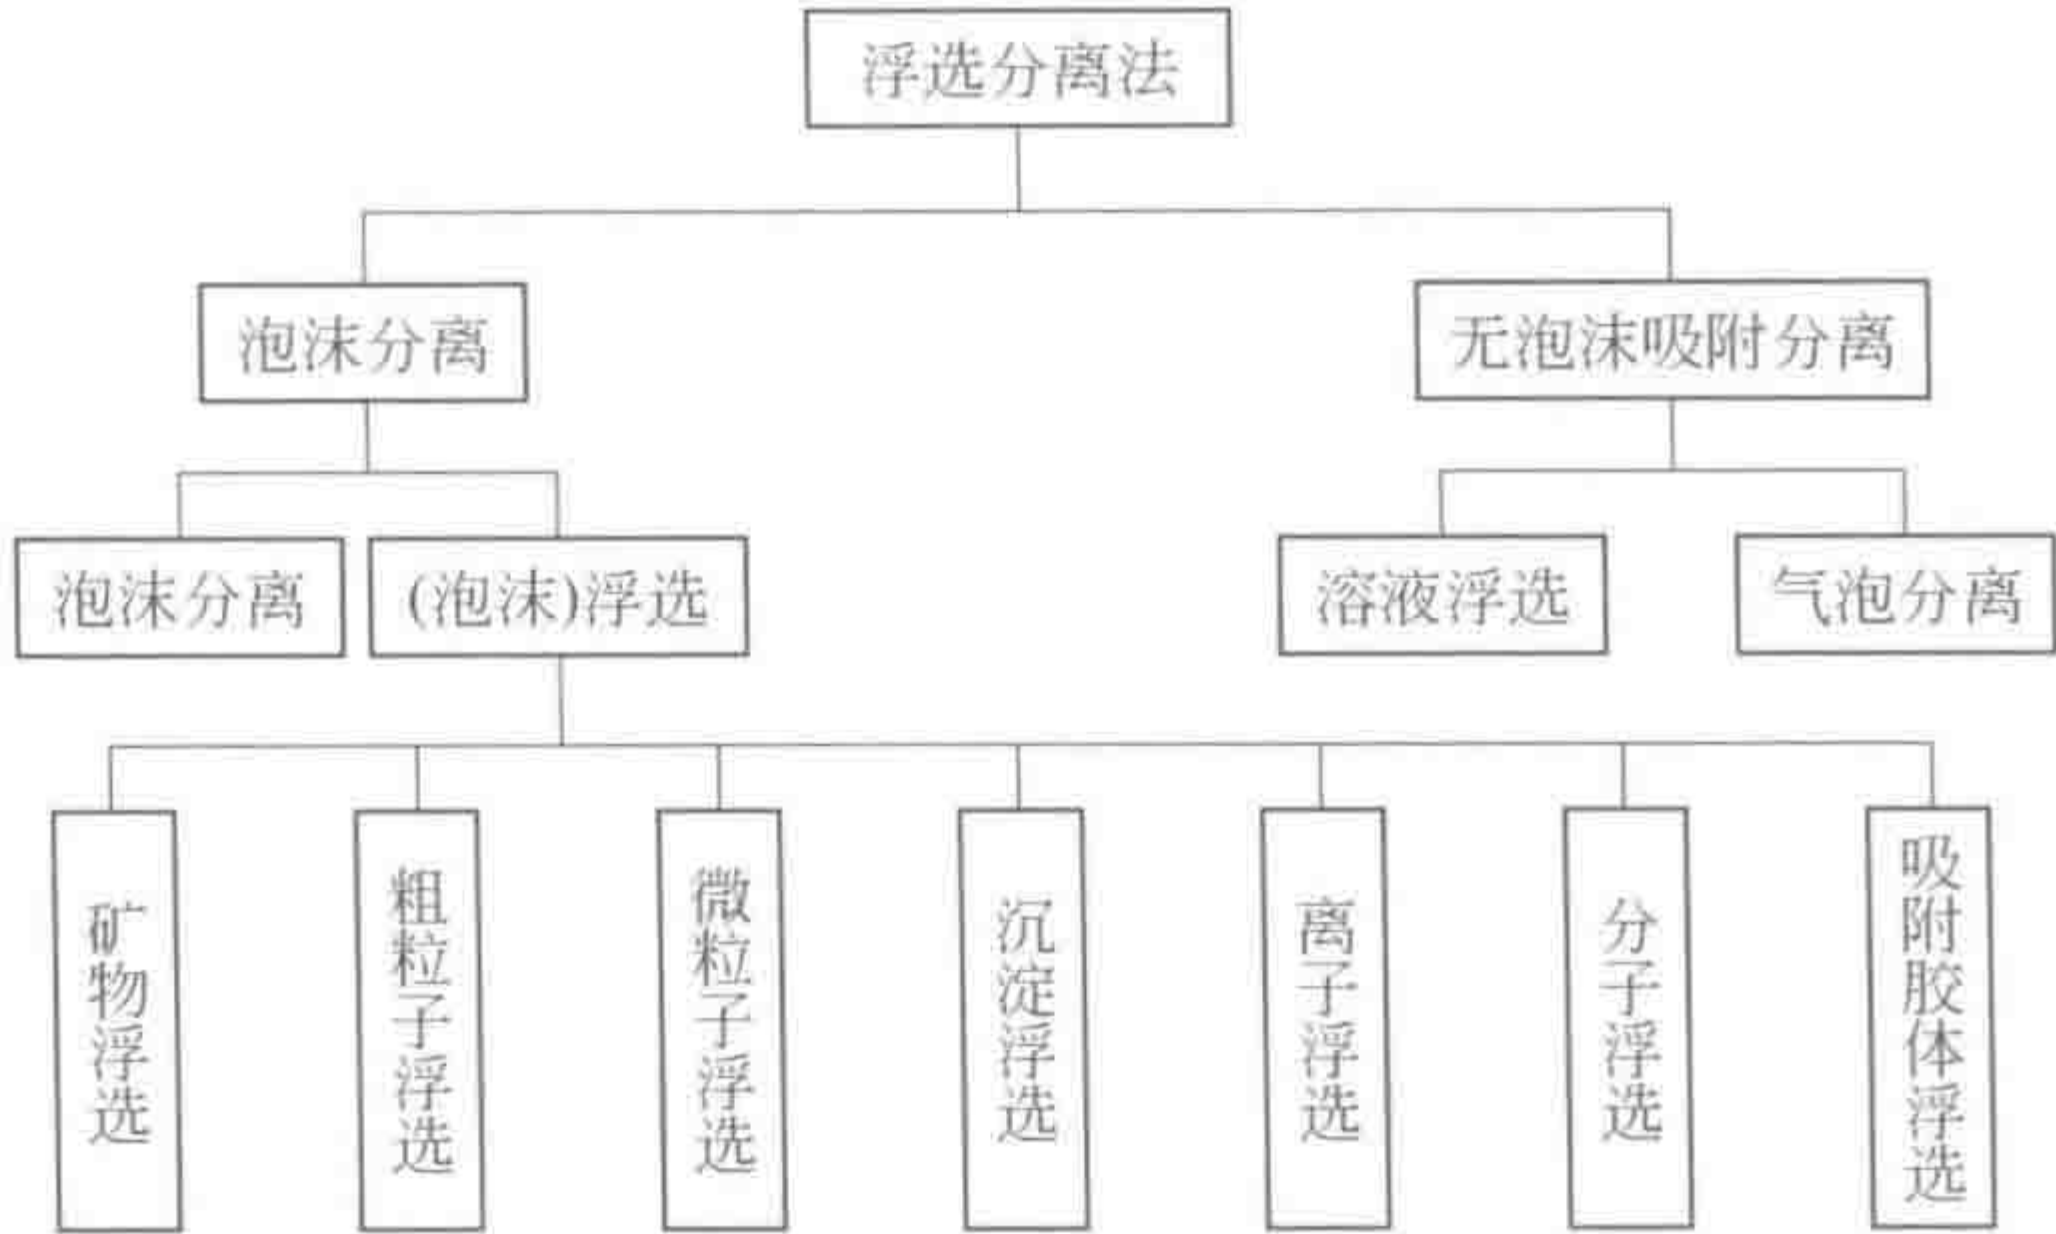 浮选分离法
泡沫分离
无泡沫吸附分离
泡沫分离
(泡沫)浮选
溶液浮选
气泡分离
矿物浮选
粗粒子浮选
微粒子浮选
沉淀浮选
离子浮选
分子浮选
吸附胶体浮选